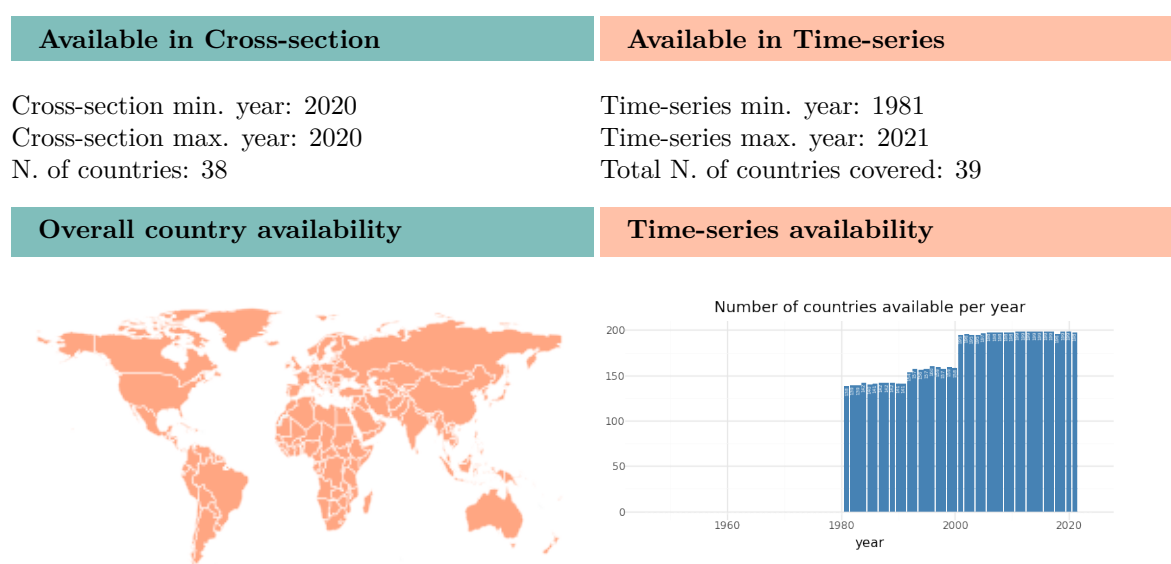 Available in Cross-section
Cross-section min. year: 2020
Cross-section max. year: 2020
N. of countries: 38
Available in Time-series
Time-series min. year: 1981
Time-series max. year: 2021
Total N. of countries covered: 39
Overall country availability
Time-series availability
Number of countries available per year
200
150
100
50
0
1960
1980
2000
2020
year